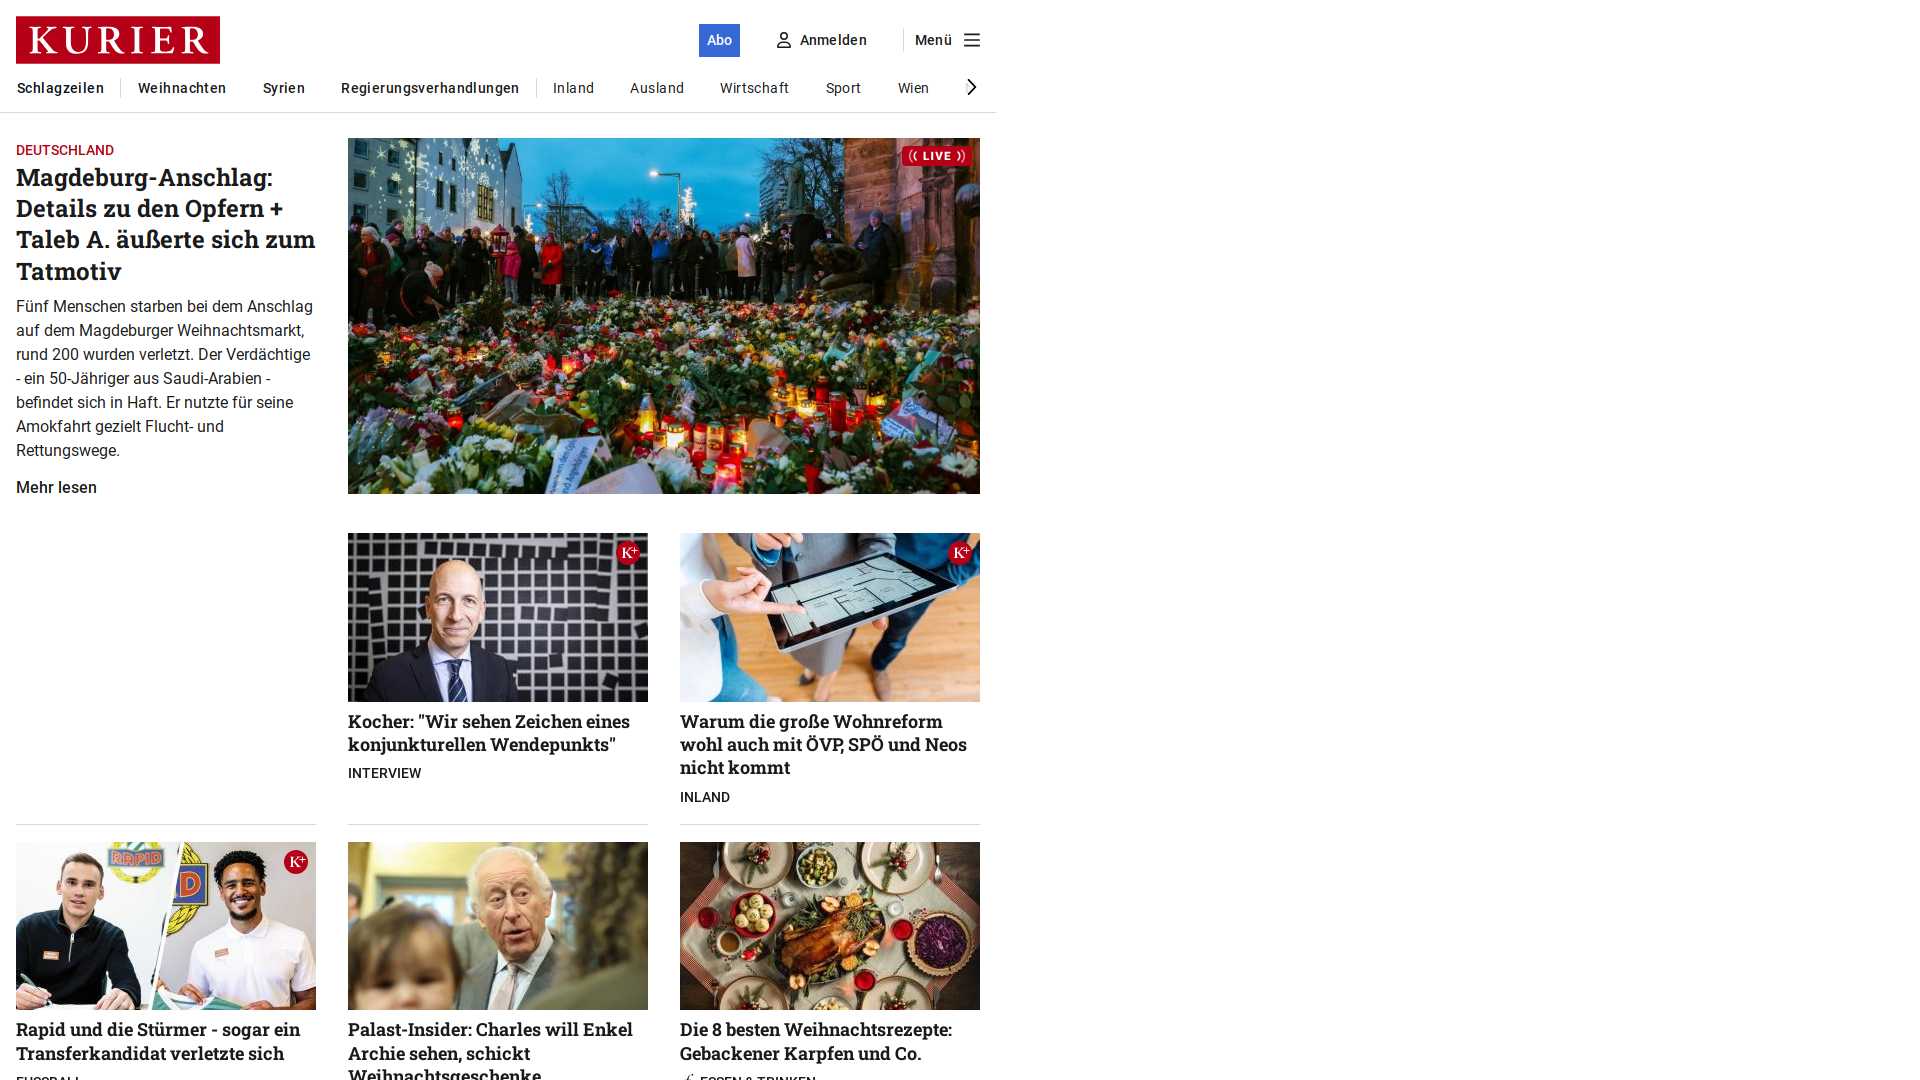 KURIER
Abo
Anmelden
Menü
Schlagzeilen
Weihnachten
Syrien
Regierungsverhandlungen
Inland
Ausland
Wirtschaft
Sport
Wien
DEUTSCHLAND
Magdeburg-Anschlag:
Details zu den Opfern +
Taleb A. äußerte sich zum
Tatmotiv
Fünf Menschen starben bei dem Anschlag
auf dem Magdeburger Weihnachtsmarkt,
rund 200 wurden verletzt. Der Verdächtige
- ein 50-Jähriger aus Saudi-Arabien -
befindet sich in Haft. Er nutzte für seine
Amokfahrt gezielt Flucht- und
Rettungswege.
Mehr lesen
LIVE
K+
Kocher: "Wir sehen Zeichen eines
konjunkturellen Wendepunkts"
INTERVIEW
K+
Warum die große Wohnreform
wohl auch mit ÖVP, SPÖ und Neos
nicht kommt
INLAND
RAPID
K+
Rapid und die Stürmer - sogar ein
Transferkandidat verletzte sich
FUSSBALL
Palast-Insider: Charles will Enkel
Archie sehen, schickt
Weihnachtsgeschenke
Die 8 besten Weihnachtsrezepte:
Gebackener Karpfen und Co.
ESSEN & TRINKEN